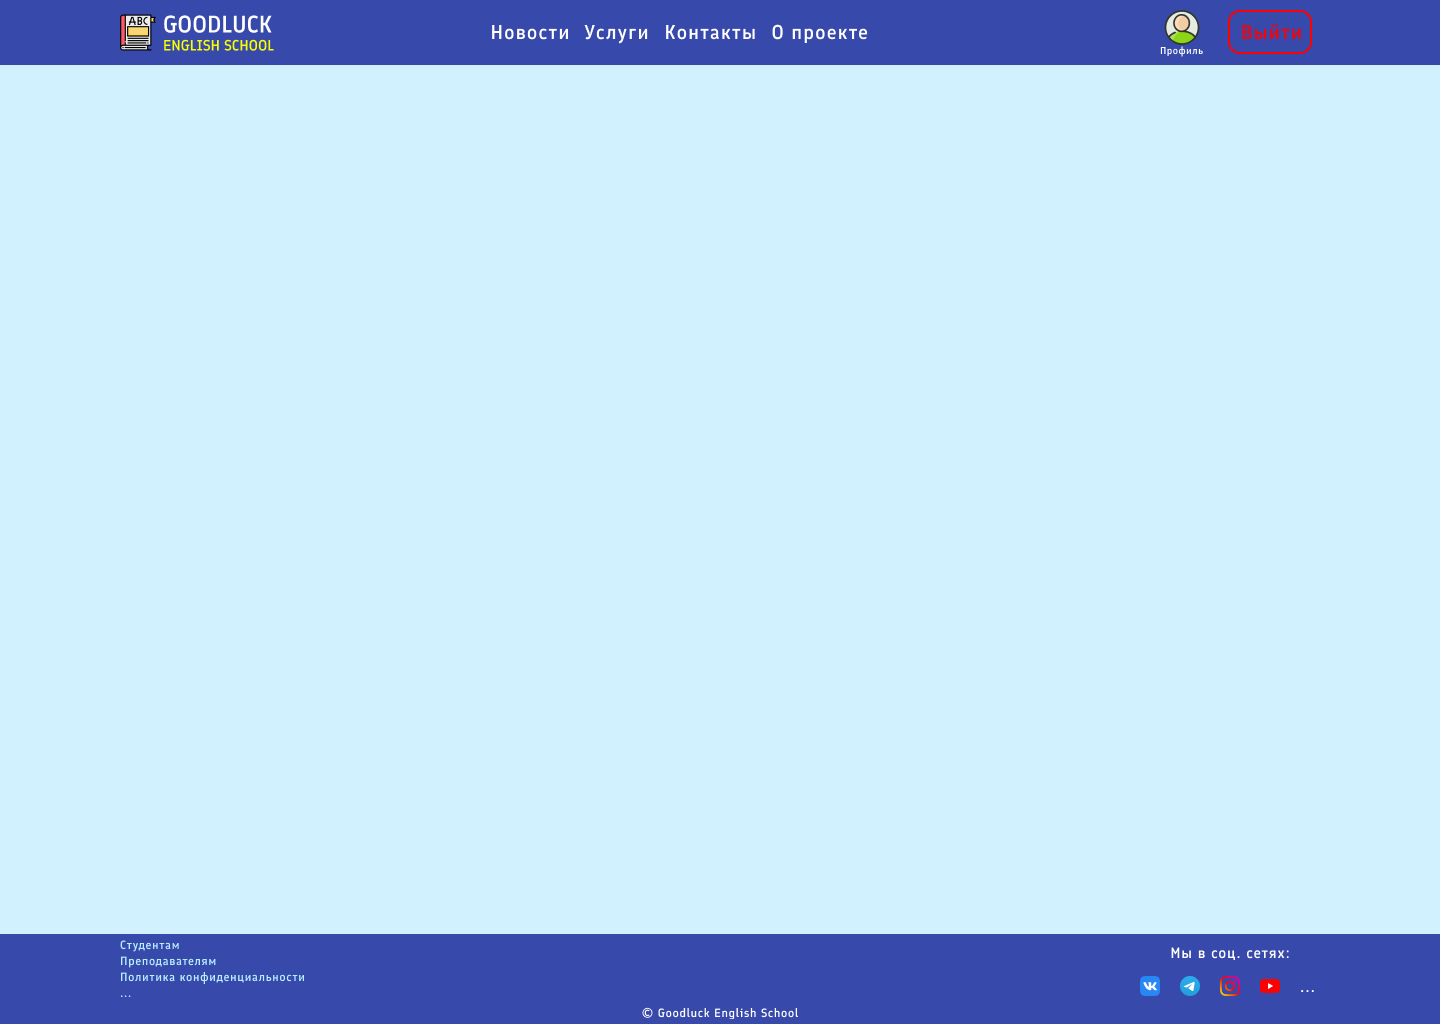 ABC
GOODLUCK
ENGLISH SCHOOL
Новости Услуги Контакты О проекте
Профиль
Выйти
Студентам
Преподавателям
Политика конфиденциальности
...
Мы в соц. сетях:
...
© Goodluck English School